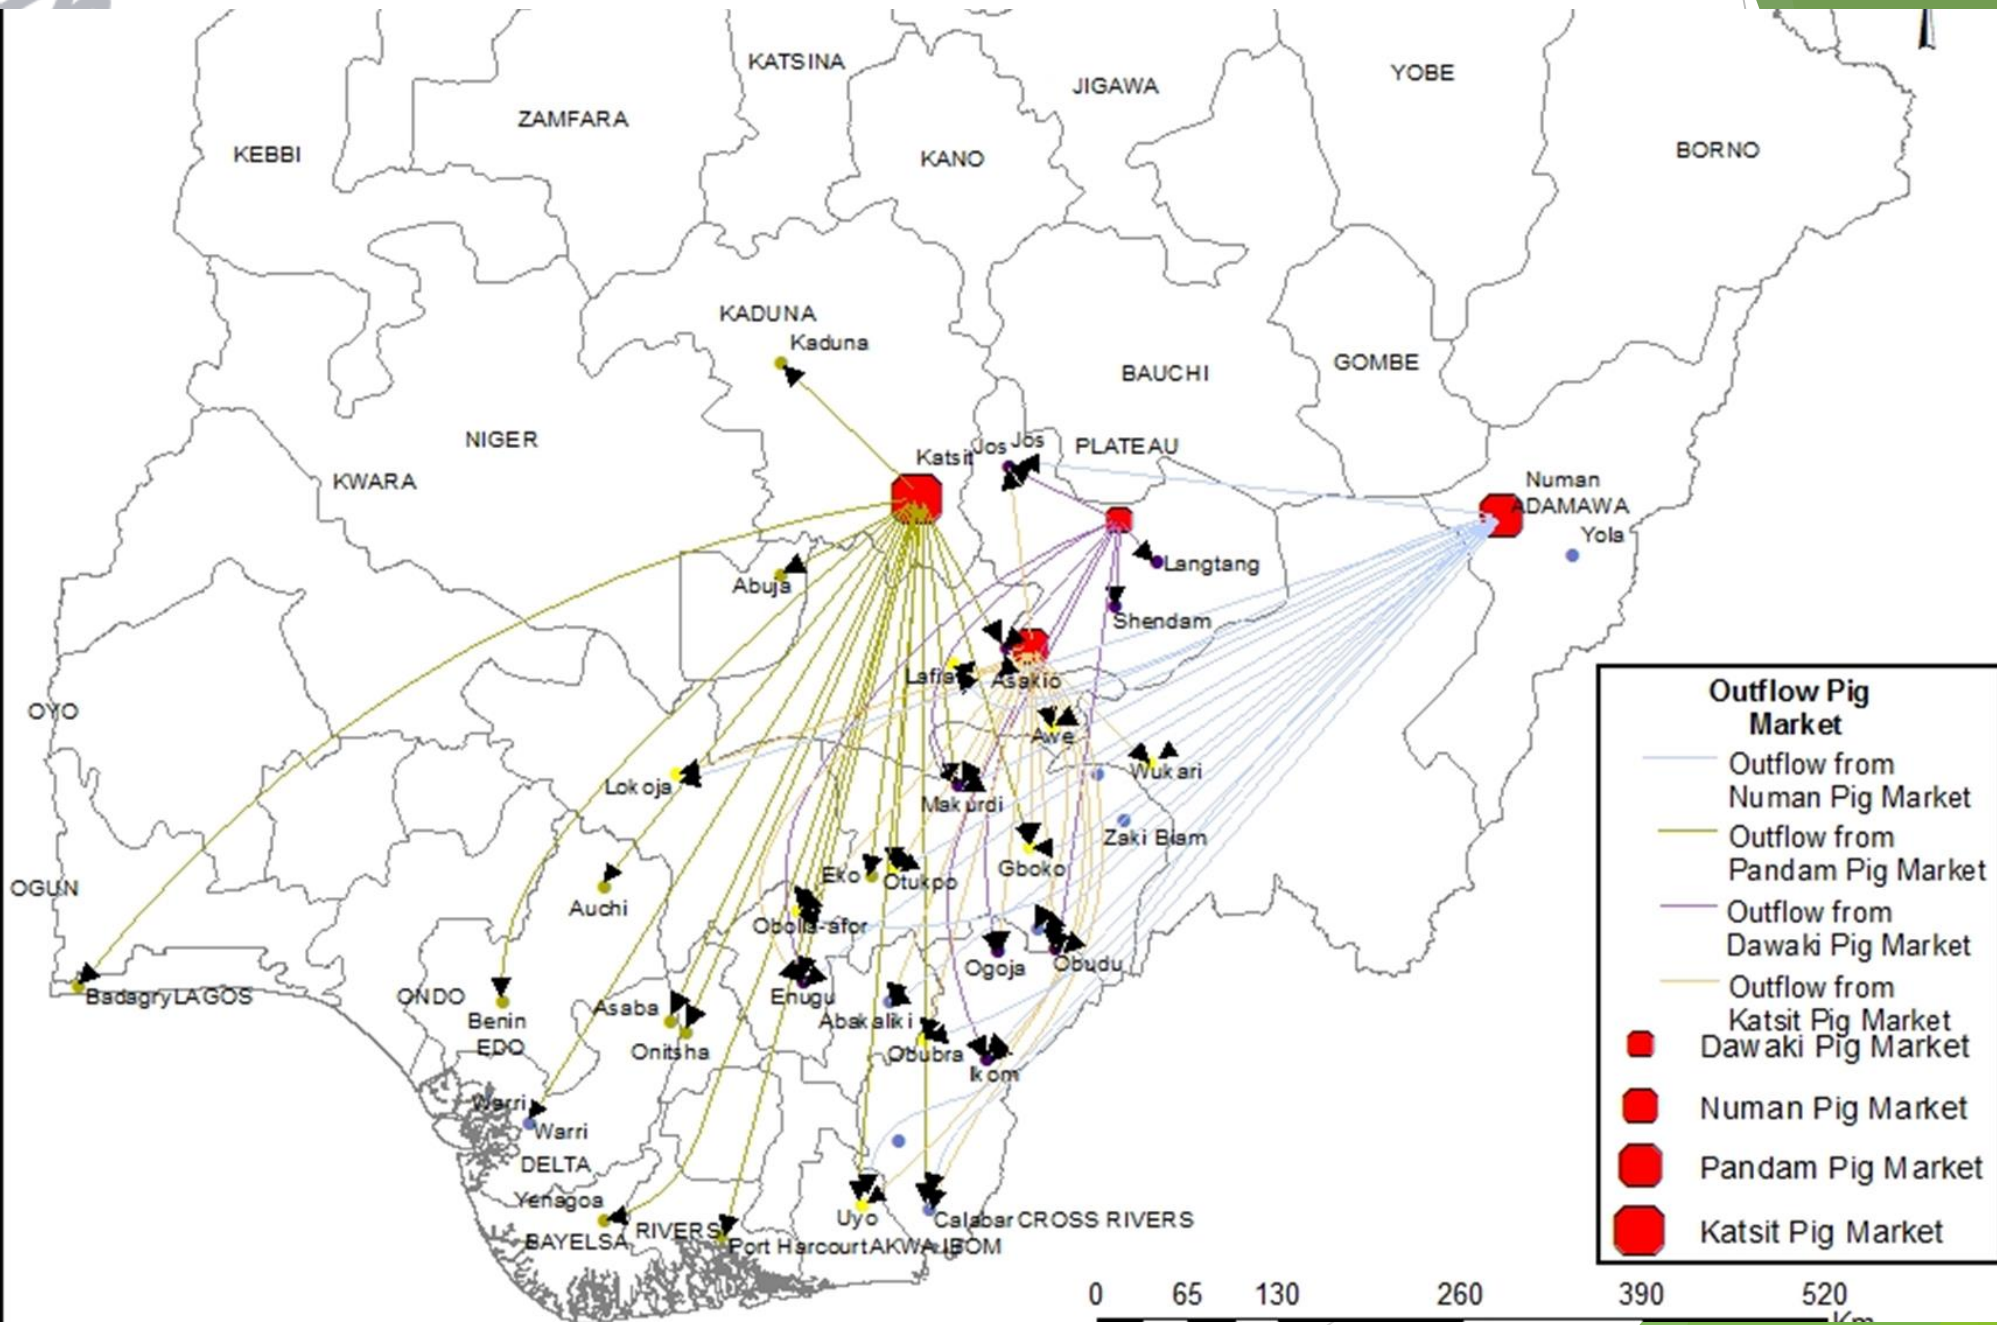 KATSINA
YOBE
JIGAWA
ZAMFARA
BORNO
KEBBI
KANO
KADUNA
Kaduna
GOMBE
BAUCHI
NIGER
Jos
Jos
PLATEAU
Katsit
KWARA
Numan
ADAMAWA
Yola
Langtang
Abuja
Shendam
Lafia
Asakio
OYO
Awe
Wukari
Lokoja
Makurdi
Zaki Biam
Gboko
Eko
Otukpo
OGUN
Auchi
Obolla-afor
Obudu
Ogoja
Badagry
LAGOS
ONDO
Enugu
Asaba
Benin
Abakaliki
EDO
Onitsha
Obubra
Ikom
Warri
Warri
DELTA
Yenagoa
Uyo
Calabar
CROSS RIVERS
RIVERS
BAYELSA
Port Harcourt
AKWA IBOM
Outflow Pig
Market
Outflow from
Numan Pig Market
Outflow from
Pandam Pig Market
Outflow from
Dawaki Pig Market
Outflow from
Katsit Pig Market
Dawaki Pig Market
Numan Pig Market
Pandam Pig Market
Katsit Pig Market
0 65 130 260 390 520
Km